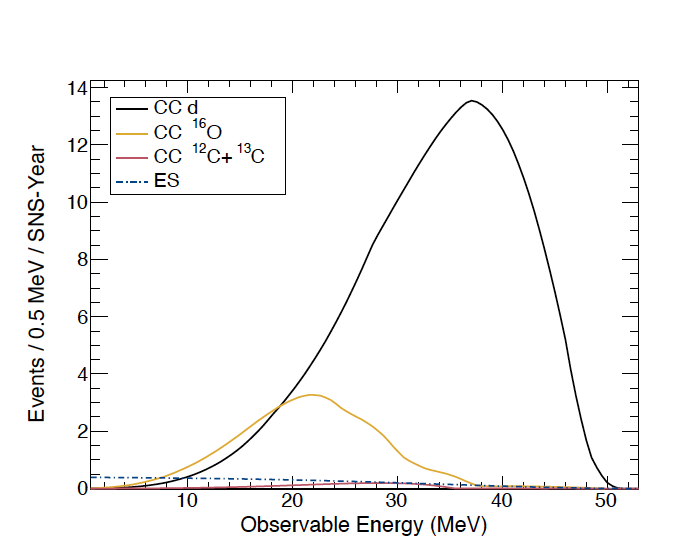 14
12
10
8
6
4
2
0
Events / 0.5 MeV / SNS-Year
CC d
CC ¹⁶O
CC ¹²C+ ¹³C
ES
10 20 30 40 50
Observable Energy (MeV)